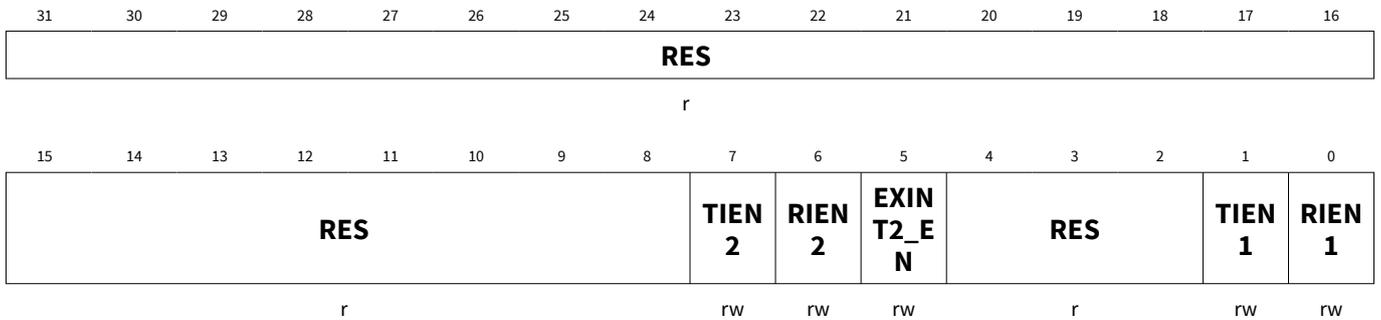 31 30 29 28 27 26 25 24 23 22 21 20 19 18 17 16
RES
r
15 14 13 12 11 10 9 8 7 6 5 4 3 2 1 0
RES
TIEN
2
RIEN
2
EXIN
T2_E
N
RES
TIEN
1
RIEN
1
r rw rw rw r rw rw